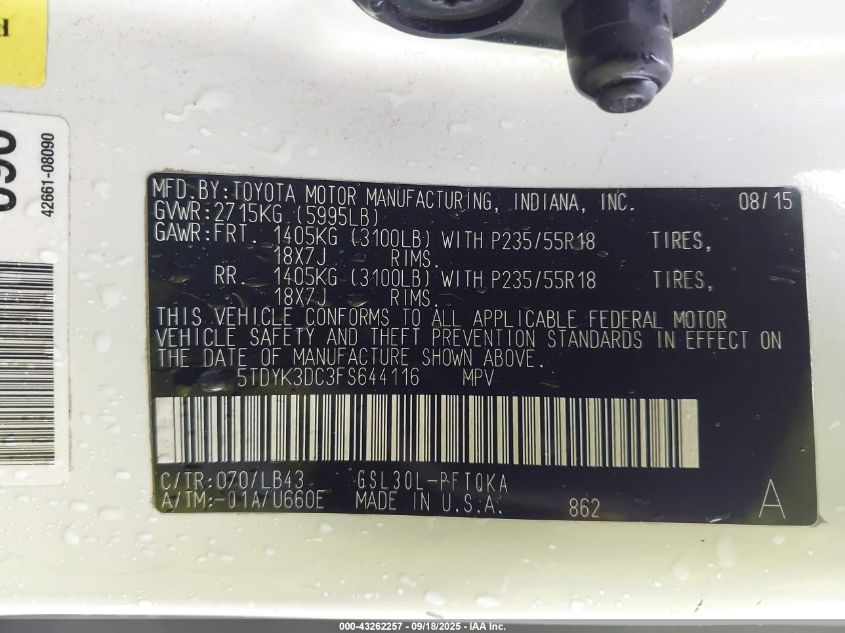 42661-08090
MFD.BY:TOYOTA MOTOR MANUFACTURING, INDIANA, INC. 08/15
GVWR:2715KG (5995LB)
GAWR:FRT. 1405KG (3100LB) WITH P235/55R18 TIRES,
18X7J RIMS.
RR. 1405KG (3100LB) WITH P235/55R18 TIRES,
18X7J RIMS.
THIS VEHICLE CONFORMS TO ALL APPLICABLE FEDERAL MOTOR
VEHICLE SAFETY AND THEFT PREVENTION STANDARDS IN EFFECT ON
THE DATE OF MANUFACTURE SHOWN ABOVE.
5TDYK3DC3FS644116 MPV
C/TR:070/LB43 GSL30L-PFTQKA
A/TM:-01A/U660E MADE IN U.S.A. 862 A
000-43262257 - 09/18/2025 - IAA Inc.